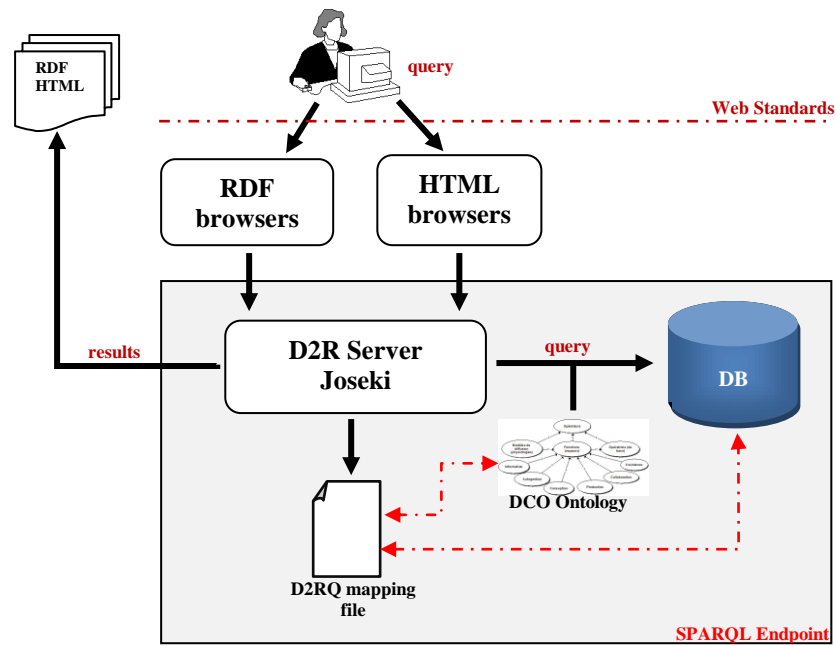 RDF
HTML
query
Web Standards
RDF
browsers
HTML
browsers
D2R Server
Joseki
results
query
DB
DCO Ontology
D2RQ mapping
file
SPARQL Endpoint